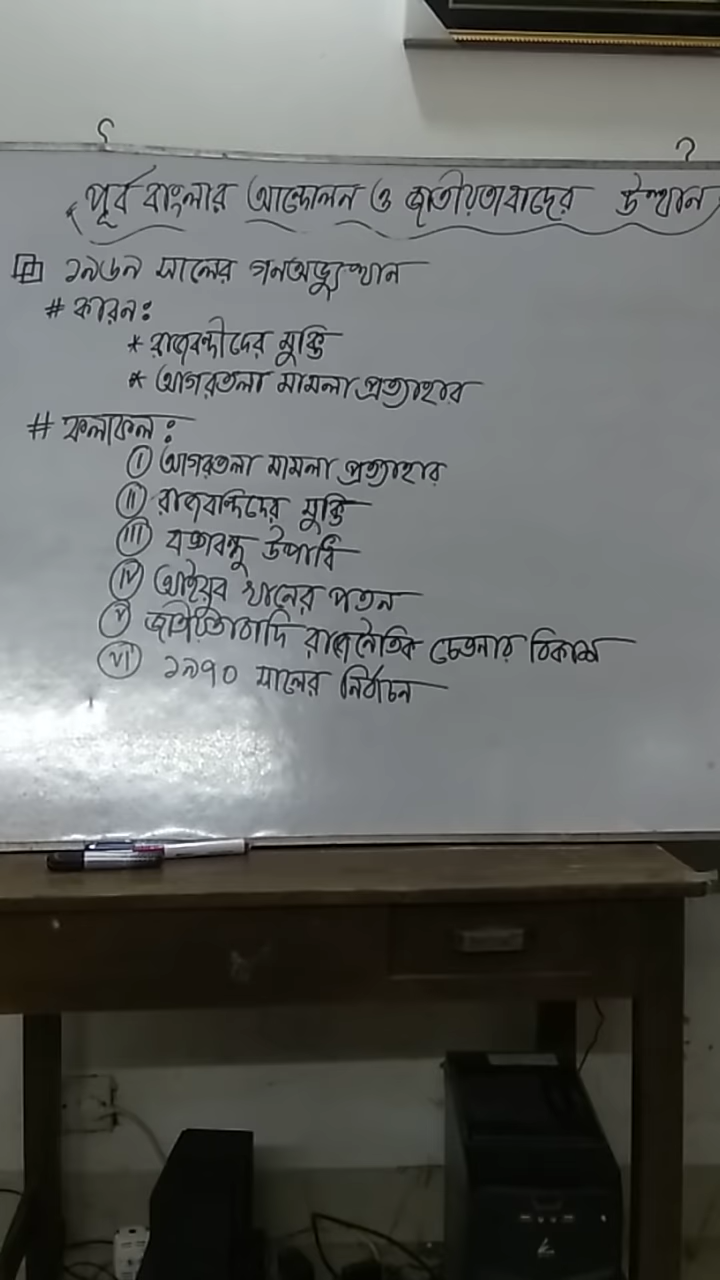 পূর্ব বাংলার আন্দোলন ও জাতীয়তাবাদের উত্থান
১৯৬৯ সালের গনঅভ্যুত্থান
# কারন:
* রাজবন্দীদের মুক্তি
* আগরতলা মামলা প্রত্যাহার
# ফলাফল:
I আগরতলা মামলা প্রত্যাহার
II রাজবন্দিদের মুক্তি
III বঙ্গবন্ধু উপাধি
IV আইয়ুব খানের পতন
V জাতীয়তাবাদি রাজনৈতিক চেতনার বিকাশ
VI ১৯৭০ সালের নির্বাচন